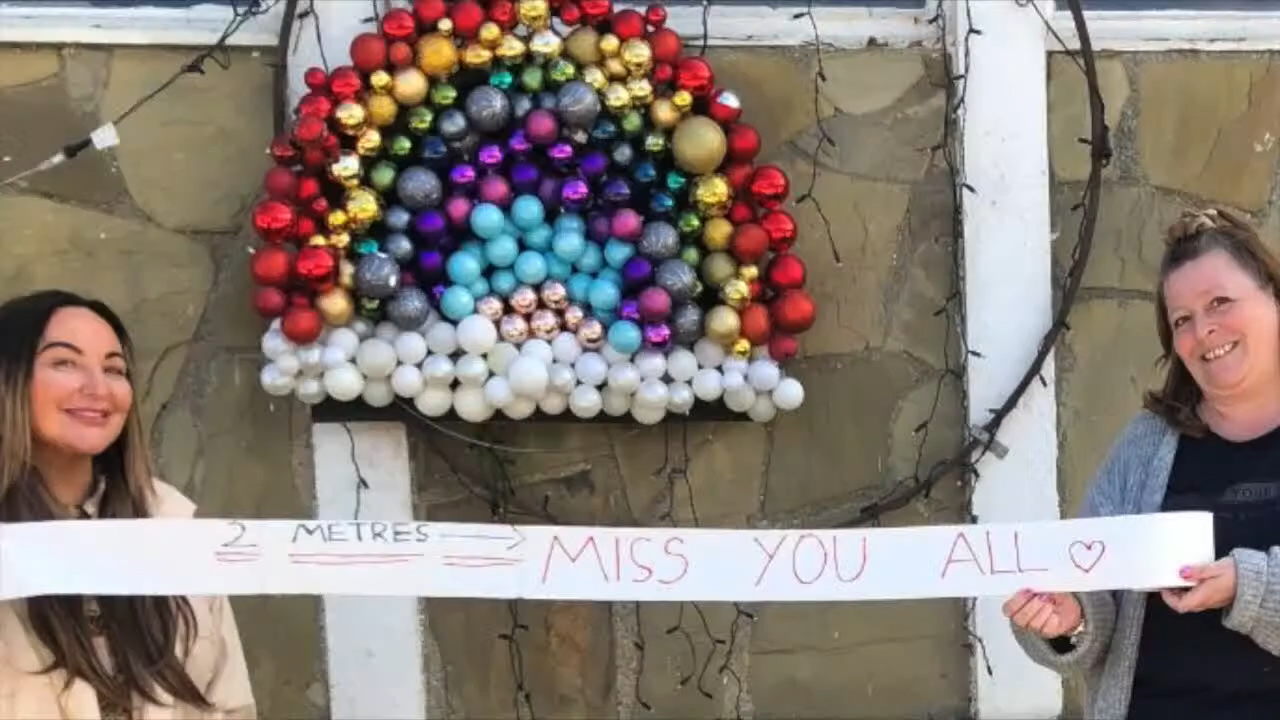 2 METRES → MISS YOU ALL ♡